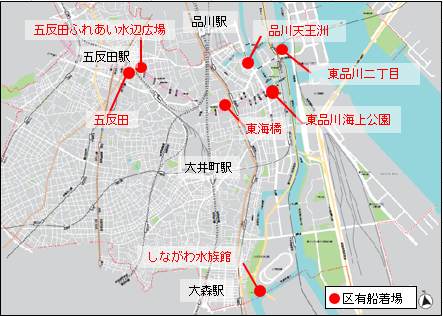 品川駅
品川天王洲
五反田ふれあい水辺広場
五反田駅
東品川二丁目
五反田
東海橋
東品川海上公園
大井町駅
しながわ水族館
大森駅
区有船着場